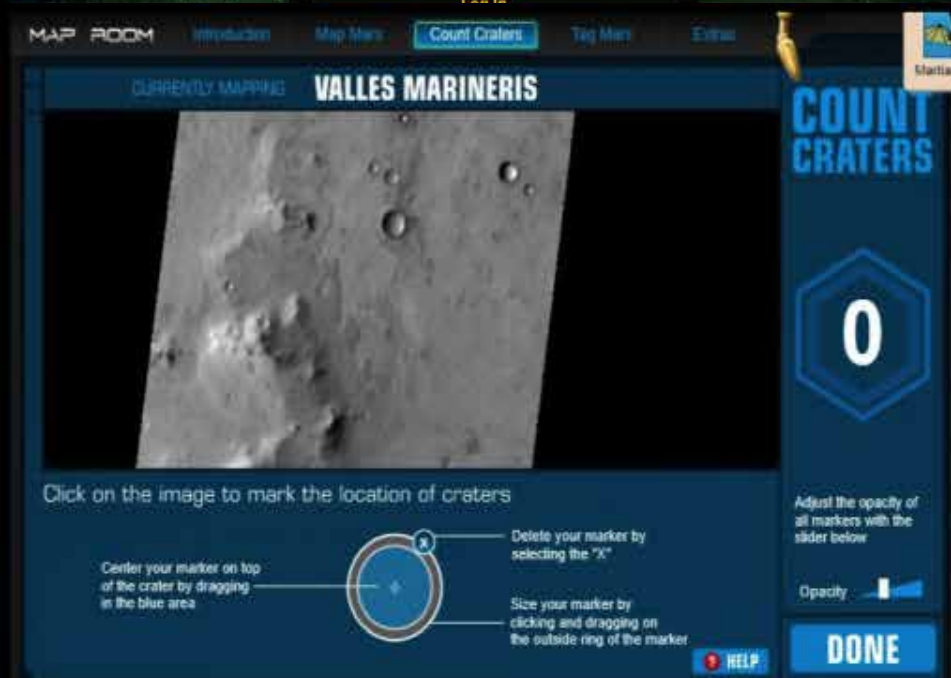 Log In
MAP ROOM
Introduction
Map Mars
Count Craters
Tag Mars
Extras
CURRENTLY MAPPING VALLES MARINERIS
COUNT
CRATERS
0
Click on the image to mark the location of craters
Center your marker on top
of the crater by dragging
in the blue area
X
Delete your marker by
selecting the "X"
Size your marker by
clicking and dragging on
the outside ring of the marker
? HELP
Adjust the opacity of
all markers with the
slider below
Opacity
DONE